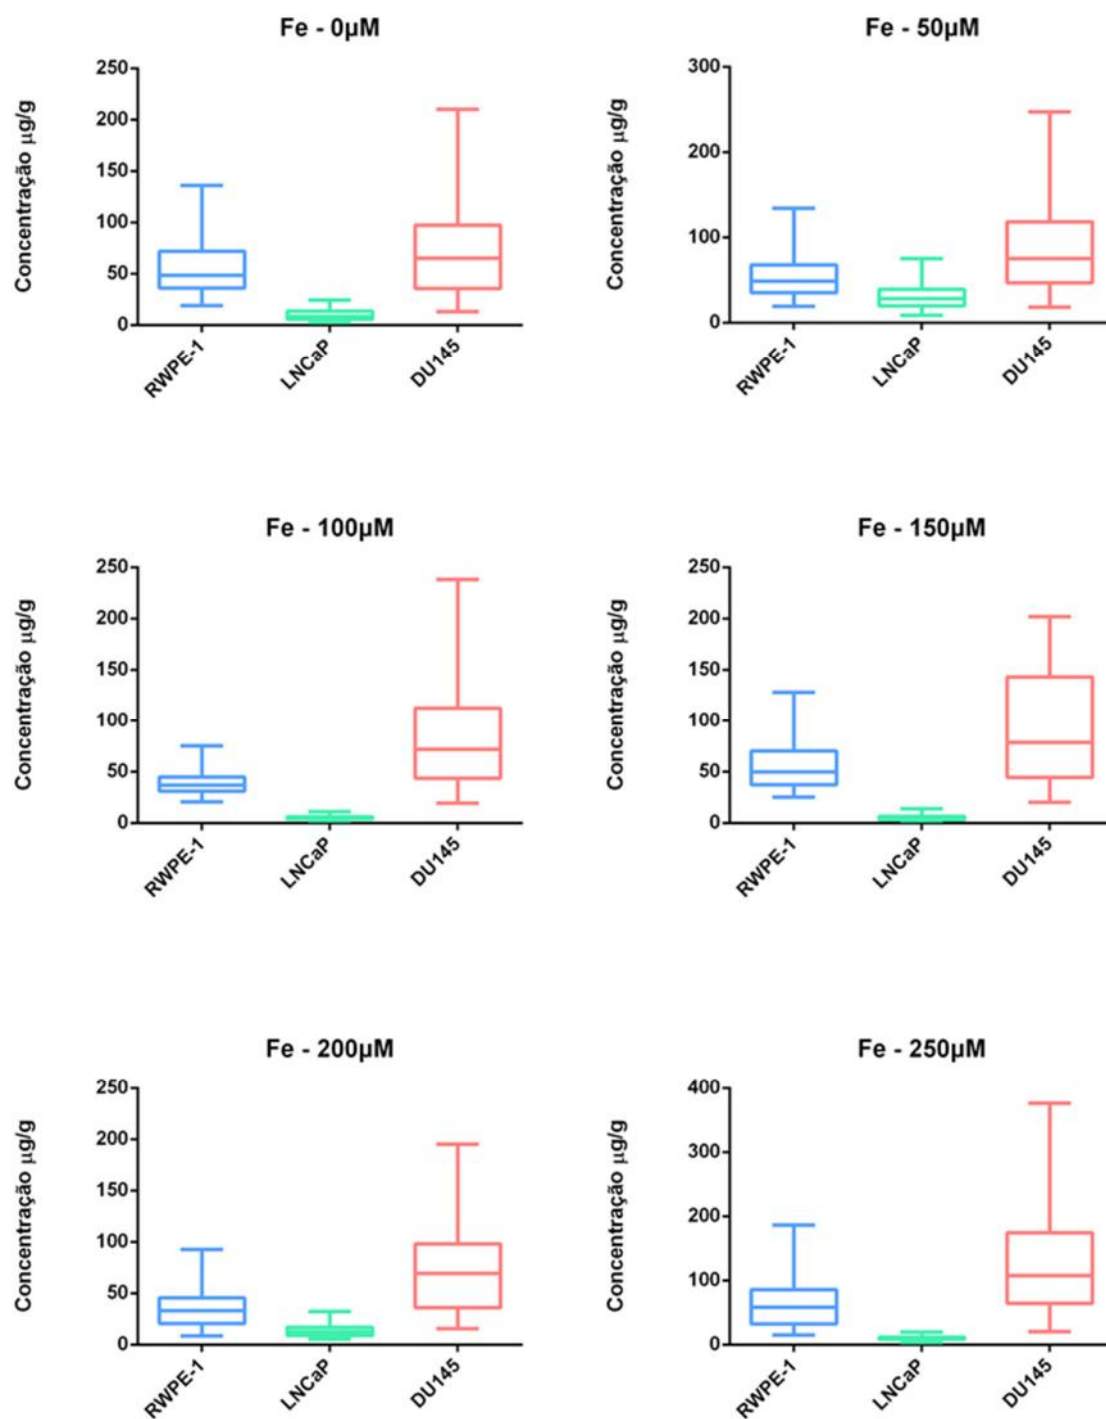 Fe - 0µM
Concentração µg/g
250
200
150
100
50
0
RWPE-1
LNCaP
DU145
Fe - 50µM
Concentração µg/g
300
200
100
0
RWPE-1
LNCaP
DU145
Fe - 100µM
Concentração µg/g
250
200
150
100
50
0
RWPE-1
LNCaP
DU145
Fe - 150µM
Concentração µg/g
250
200
150
100
50
0
RWPE-1
LNCaP
DU145
Fe - 200µM
Concentração µg/g
250
200
150
100
50
0
RWPE-1
LNCaP
DU145
Fe - 250µM
Concentração µg/g
400
300
200
100
0
RWPE-1
LNCaP
DU145